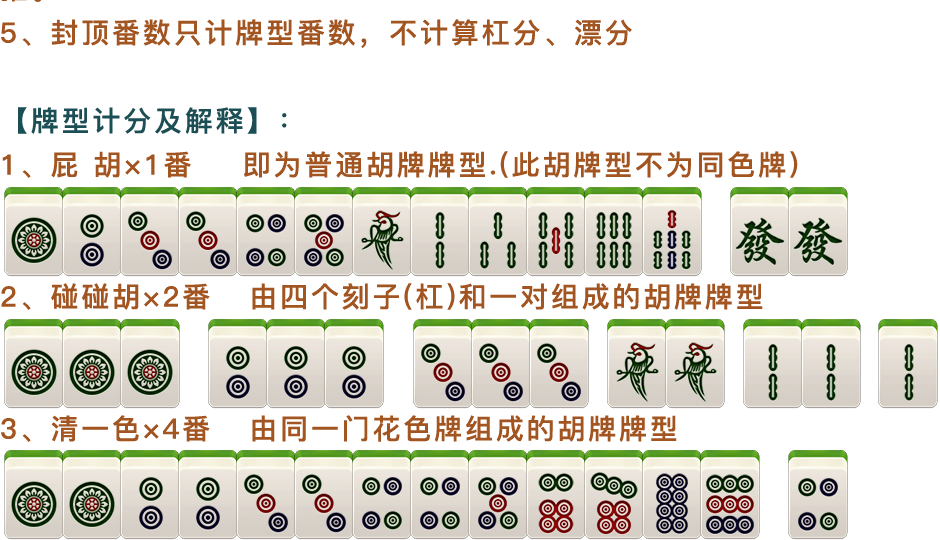 5、封顶番数只计牌型番数，不计算杠分、漂分
【牌型计分及解释】：
1、屁 胡×1番 即为普通胡牌牌型.(此胡牌型不为同色牌)
發 發
2、碰碰胡×2番 由四个刻子(杠)和一对组成的胡牌牌型
3、清一色×4番 由同一门花色牌组成的胡牌牌型